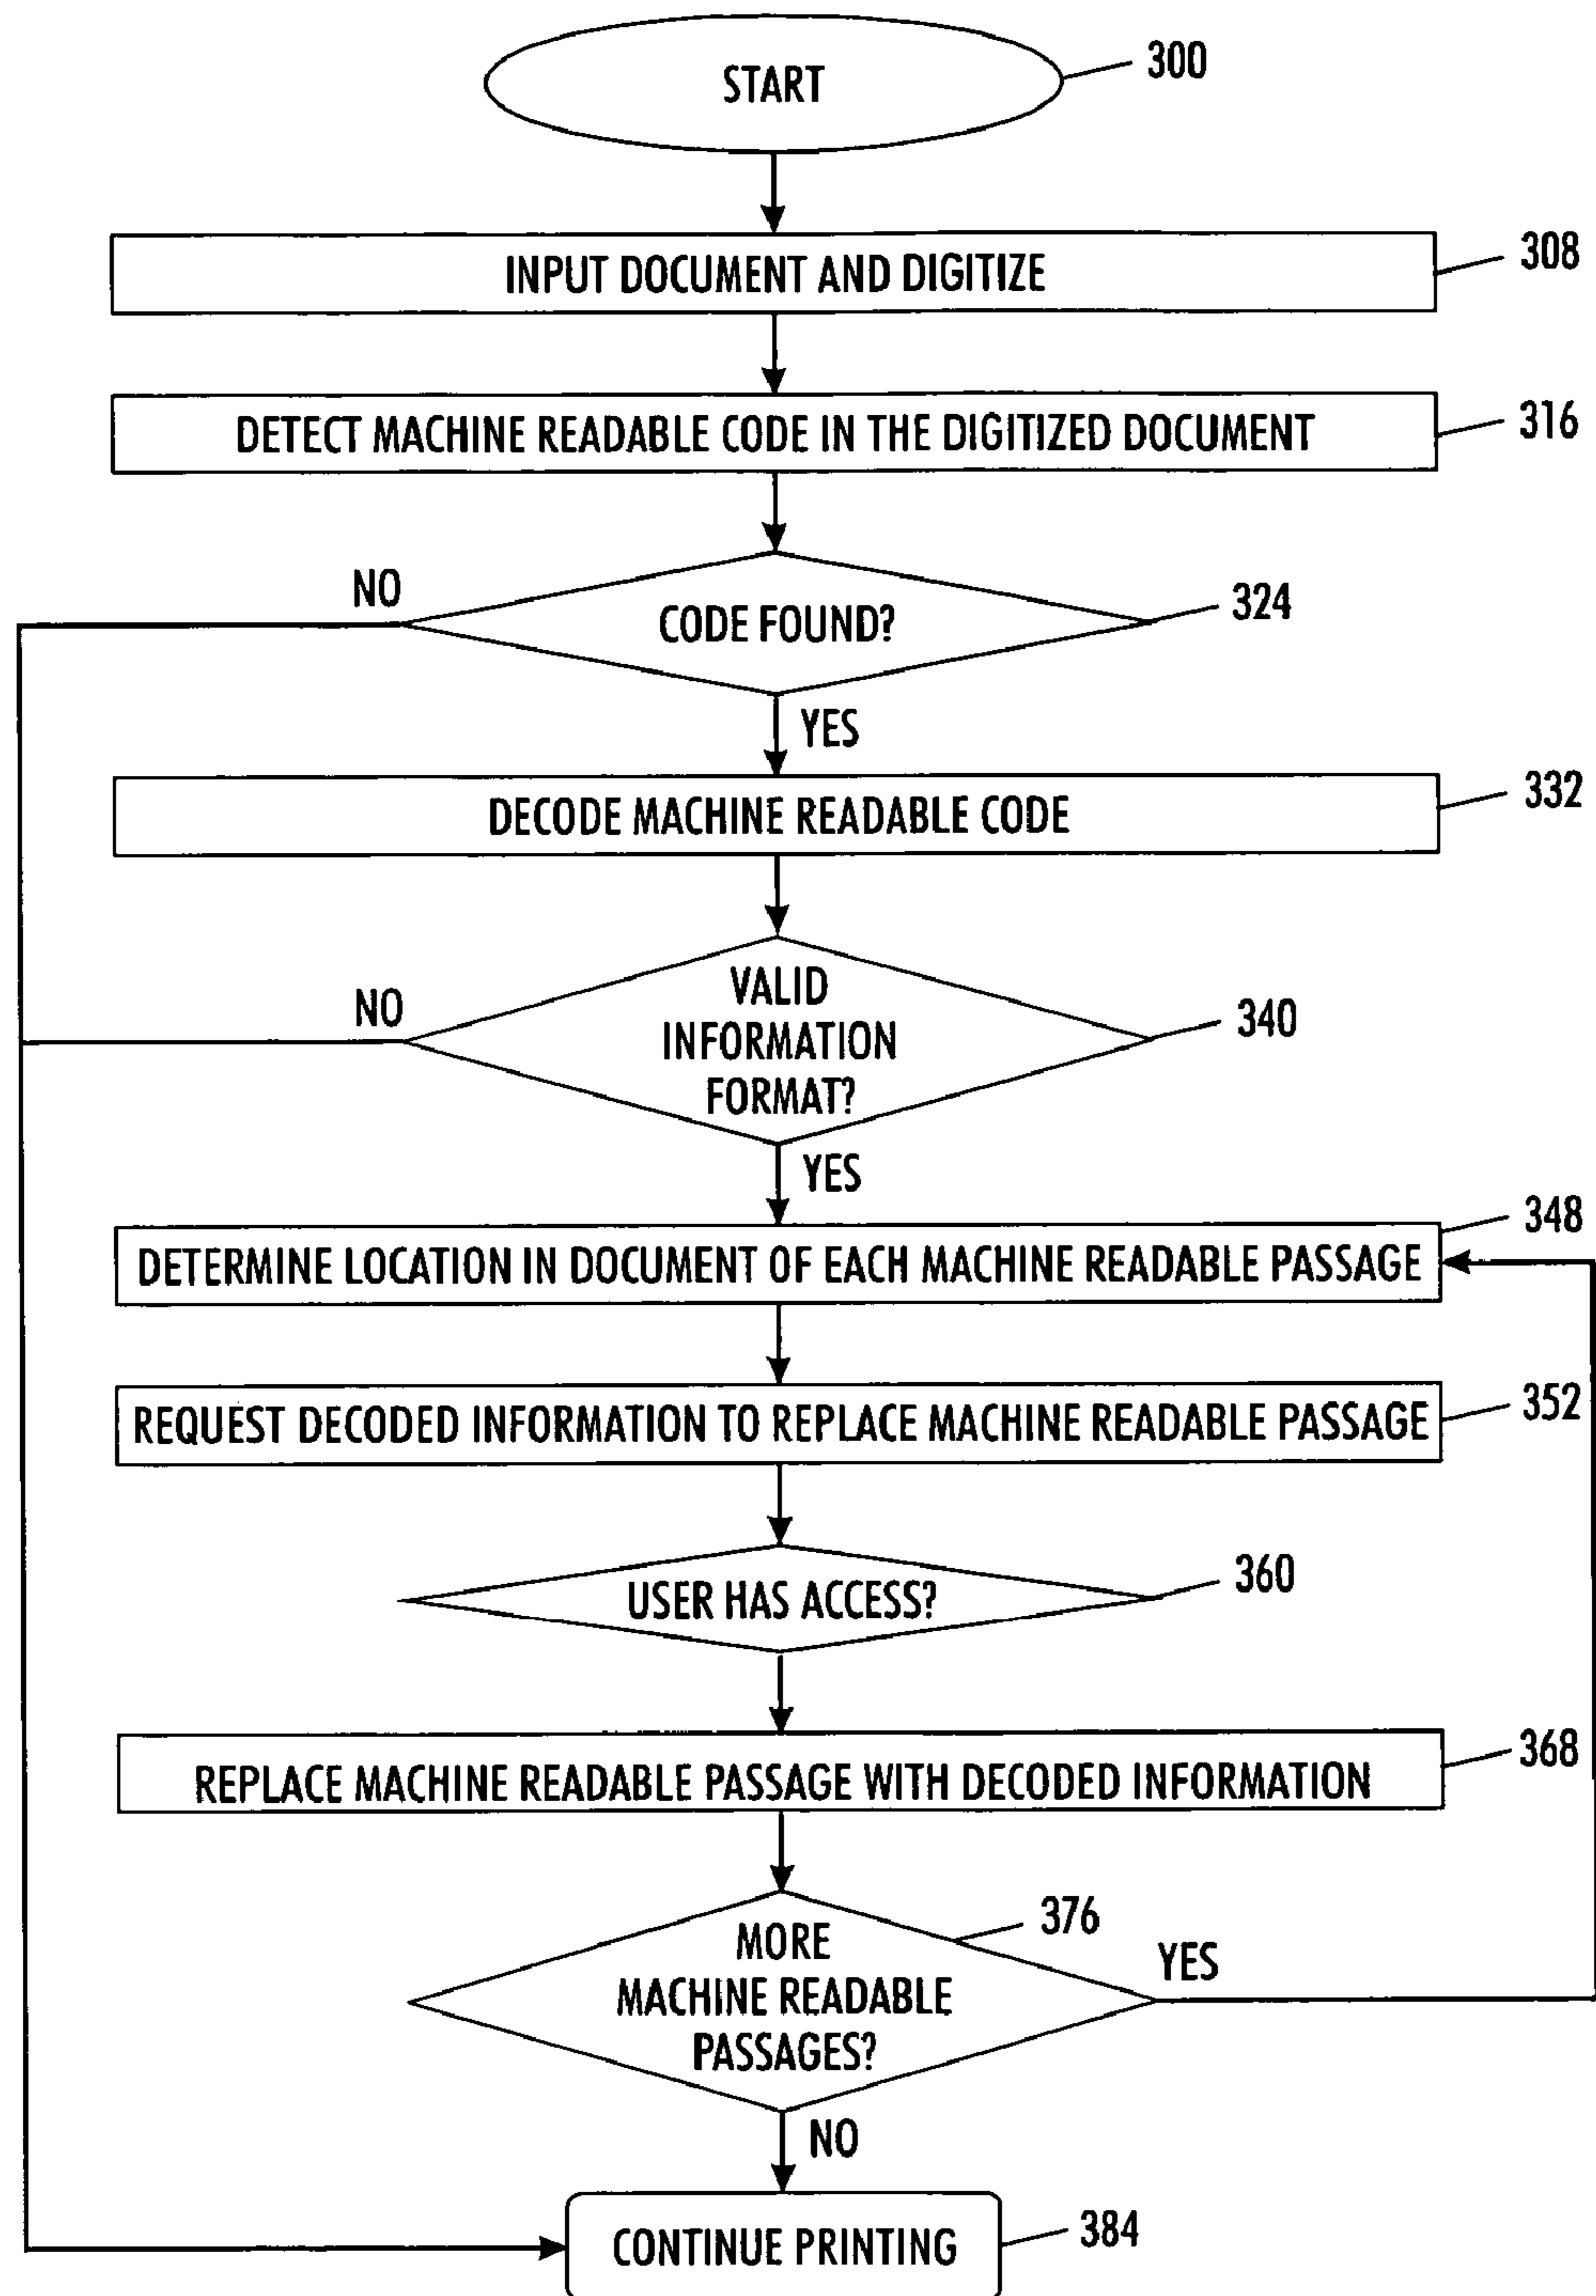 START
300
INPUT DOCUMENT AND DIGITIZE
308
DETECT MACHINE READABLE CODE IN THE DIGITIZED DOCUMENT
316
NO
CODE FOUND?
324
YES
DECODE MACHINE READABLE CODE
332
NO
VALID
INFORMATION
FORMAT?
340
YES
348
DETERMINE LOCATION IN DOCUMENT OF EACH MACHINE READABLE PASSAGE
REQUEST DECODED INFORMATION TO REPLACE MACHINE READABLE PASSAGE
352
USER HAS ACCESS?
360
REPLACE MACHINE READABLE PASSAGE WITH DECODED INFORMATION
368
376
MORE
MACHINE READABLE
PASSAGES?
YES
NO
CONTINUE PRINTING
384